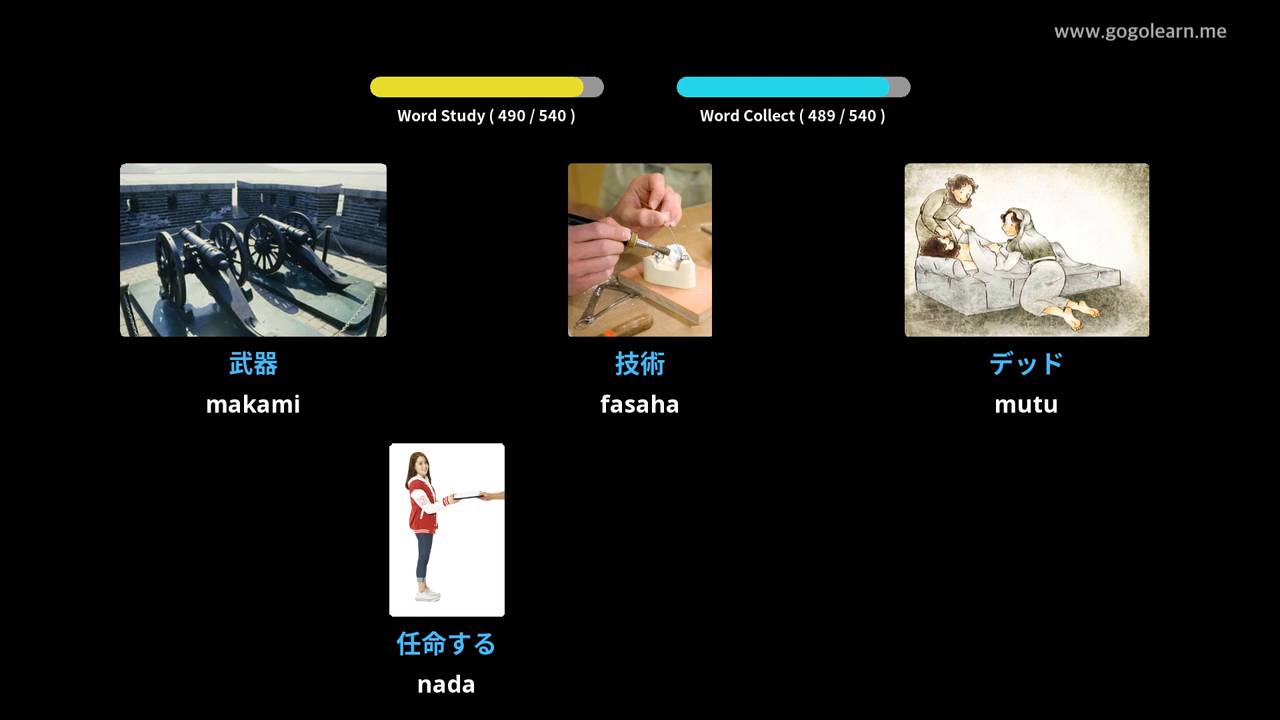 www.gogolearn.me
Word Study ( 490 / 540 )
Word Collect ( 489 / 540 )
武器
makami
技術
fasaha
デッド
mutu
任命する
nada